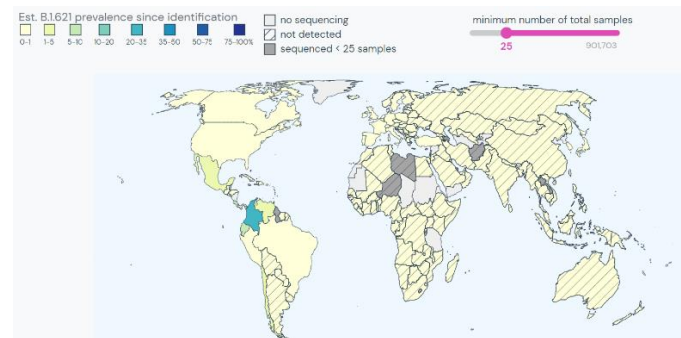 Est. B.1.621 prevalence since identification
0-1 1-5 5-10 10-20 20-35 35-50 50-75 75-100%
no sequencing
not detected
sequenced < 25 samples
minimum number of total samples
25 901,703